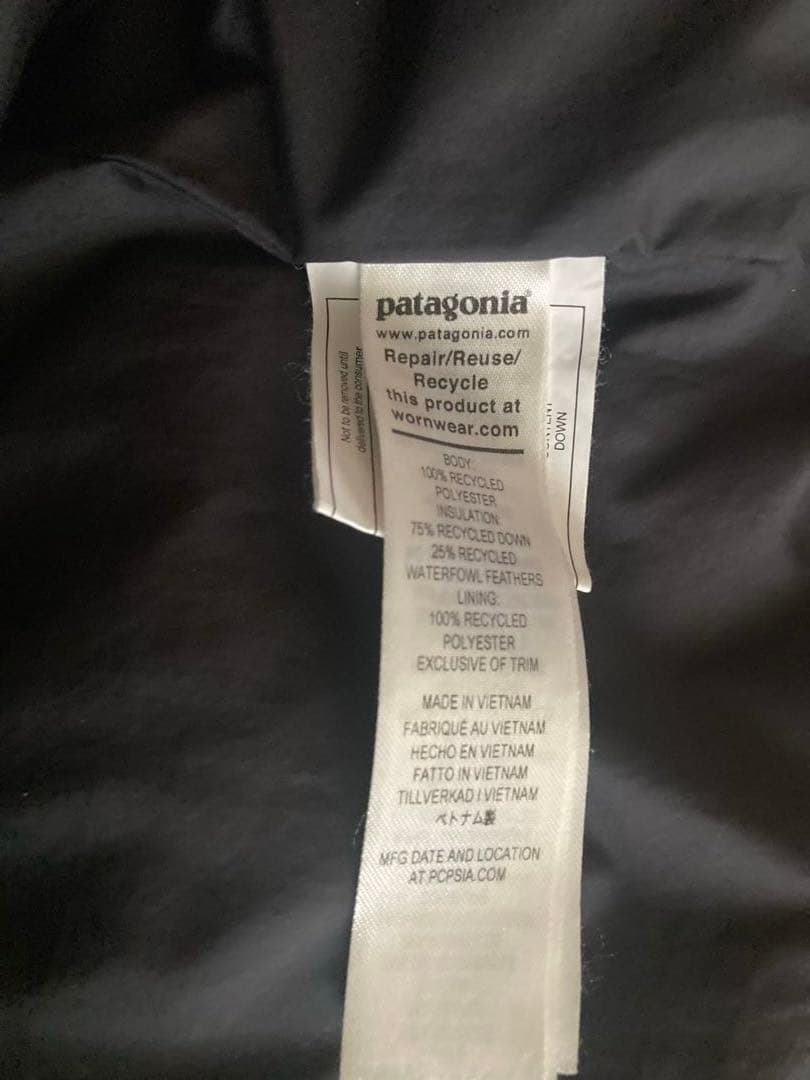 patagonia®
www.patagonia.com
Repair/Reuse/
Recycle
this product at
wornwear.com
BODY:
100% RECYCLED
POLYESTER
INSULATION:
75% RECYCLED DOWN
25% RECYCLED
WATERFOWL FEATHERS
LINING:
100% RECYCLED
POLYESTER
EXCLUSIVE OF TRIM
MADE IN VIETNAM
FABRIQUÉ AU VIETNAM
HECHO EN VIETNAM
FATTO IN VIETNAM
TILLVERKAD I VIETNAM
ベトナム製
MFG DATE AND LOCATION
AT PCPSIA.COM
Not to be removed until
delivered to the consumer
DOWN